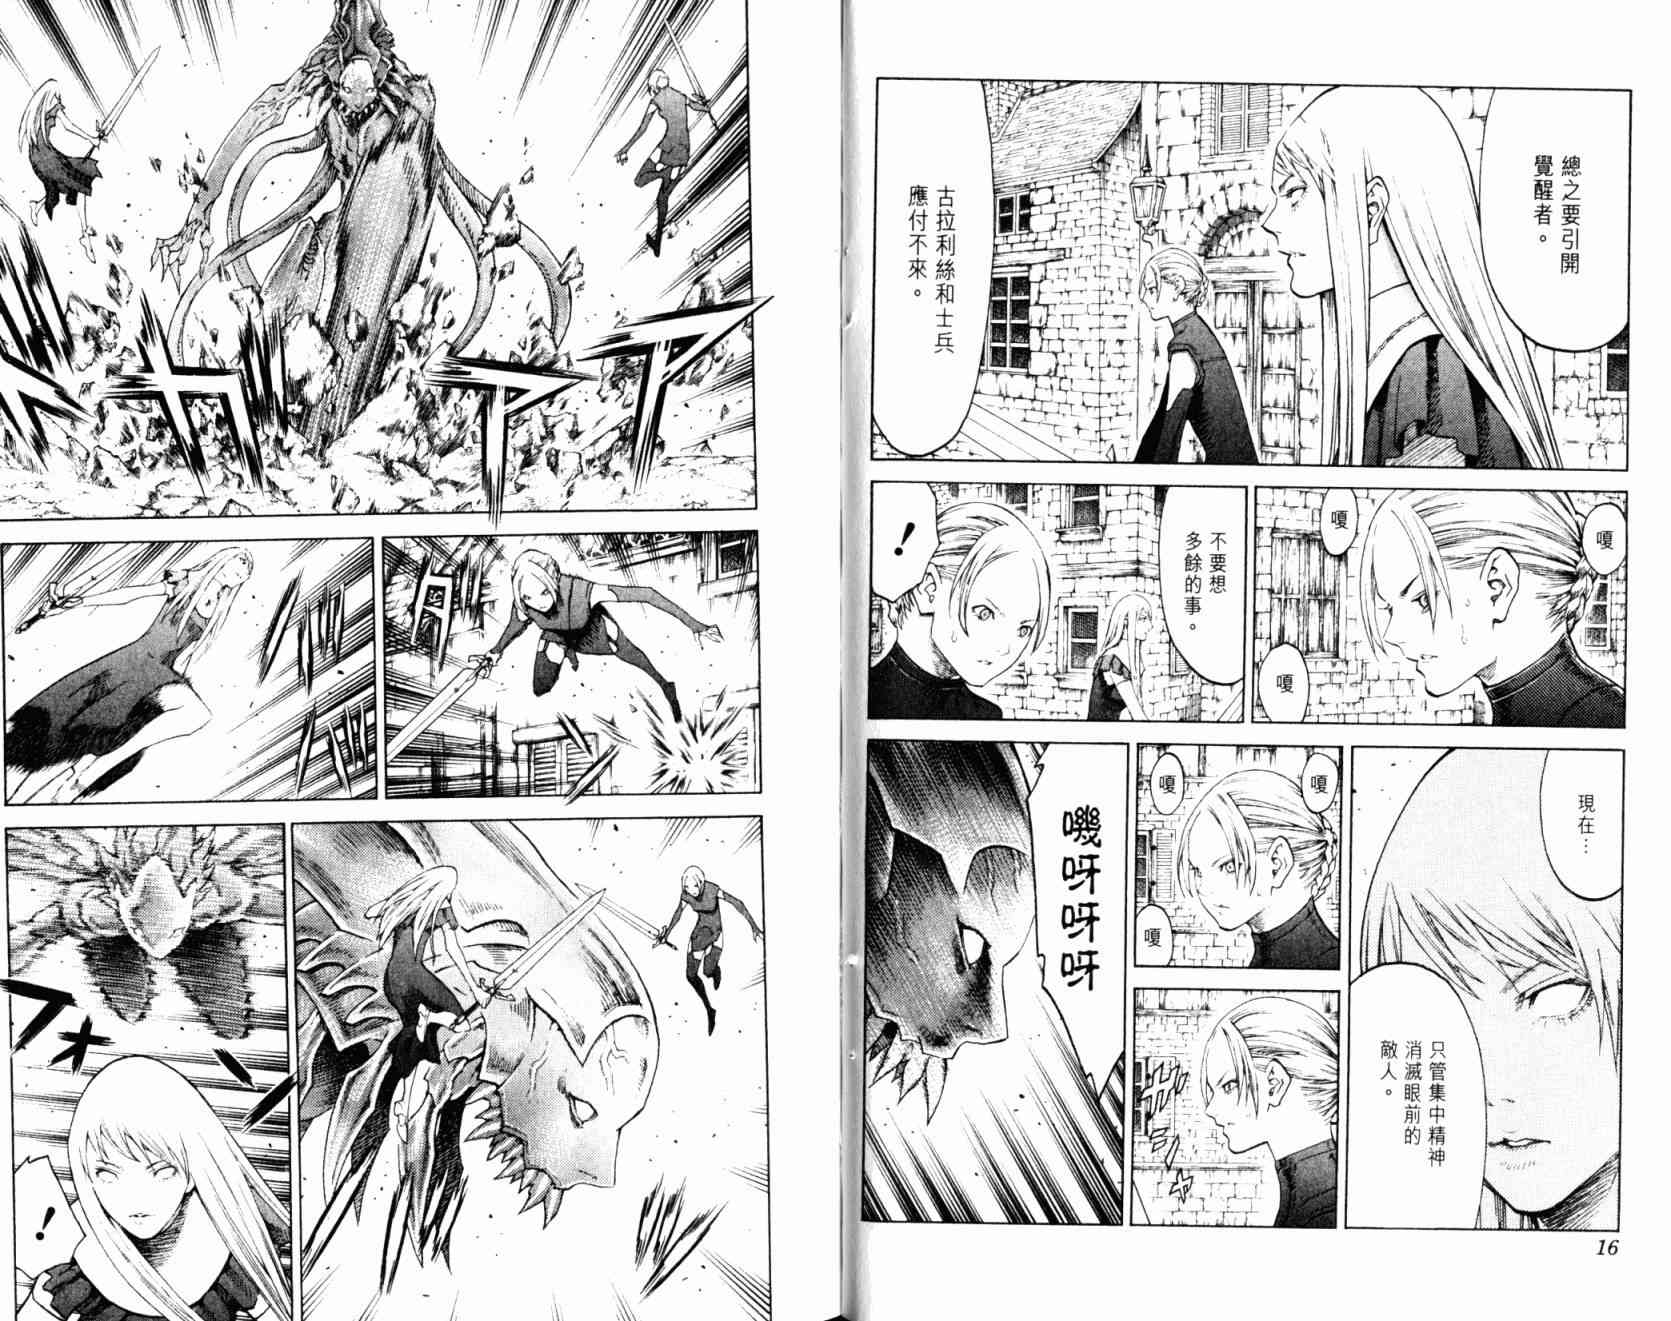 總之要引開
覺醒者。
古拉利絲和士兵
應付不來。
嘎
嘎
嘎
不要想
多餘的事。
！
現在…
只管集中精神
消滅眼前的
敵人。
嘎
嘎
嘎
嘰呀呀呀
16
！